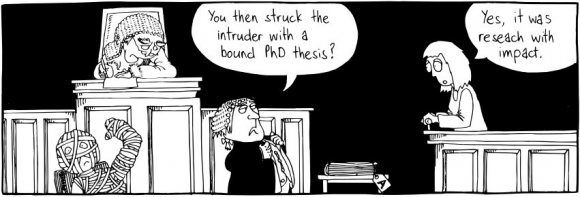 You then struck the
intruder with a
bound PhD thesis?
Yes, it was
reseach with
impact.